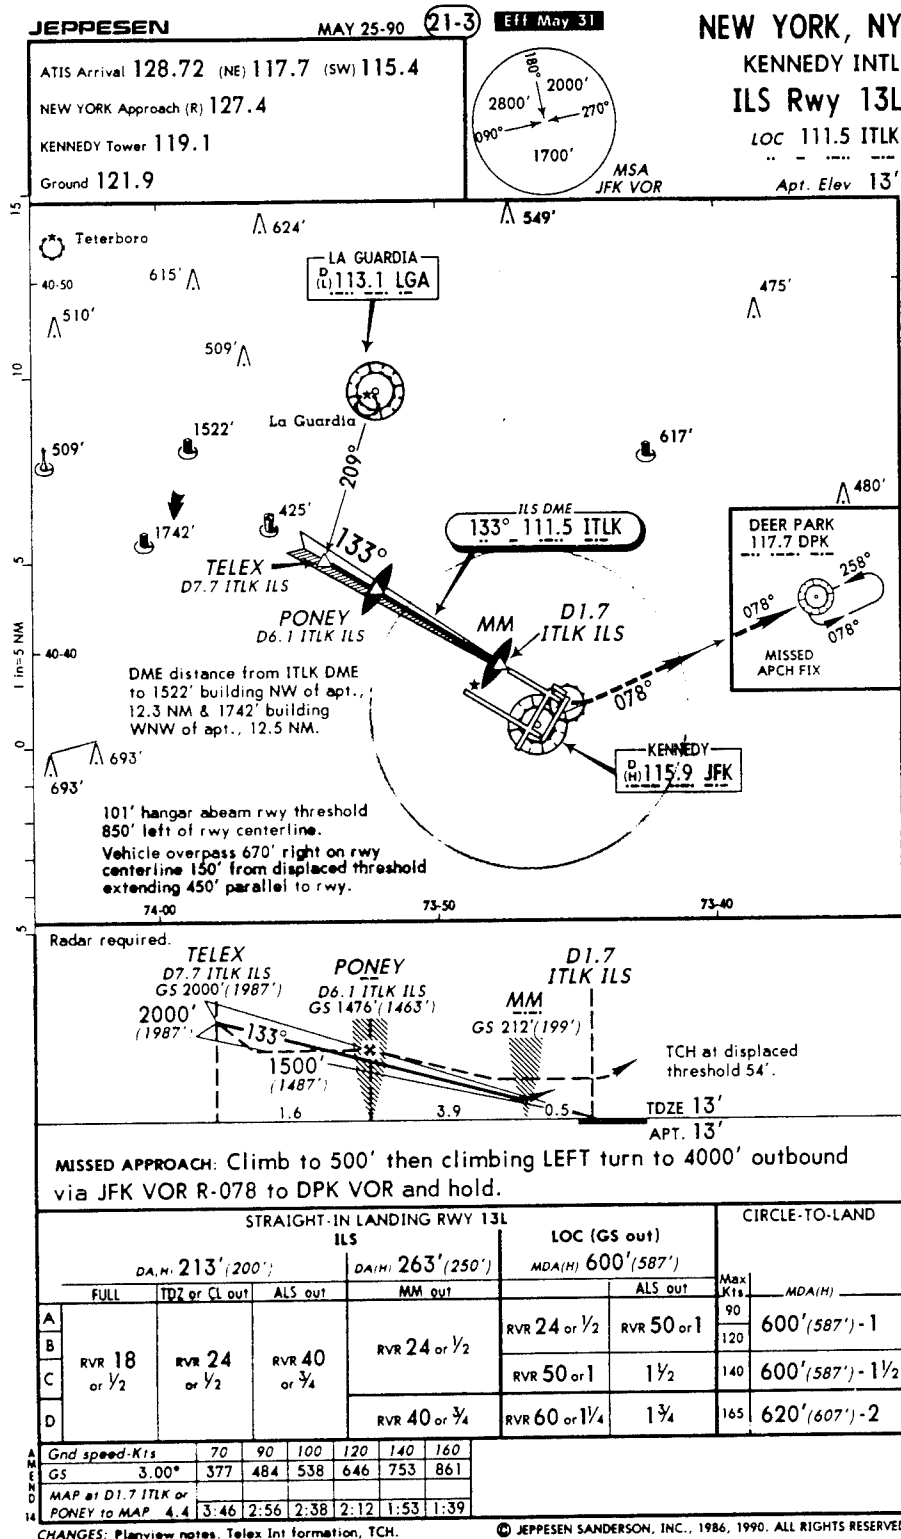 JEPPESEN MAY 25-90 21-3 Eff May 31
NEW YORK, NY
KENNEDY INTL
ILS Rwy 13L
LOC 111.5 ITLK
Apt. Elev 13'
ATIS Arrival 128.72 (NE) 117.7 (SW) 115.4
NEW YORK Approach (R) 127.4
KENNEDY Tower 119.1
Ground 121.9
180°
2000'
2800'
270°
090°
1700'
MSA
JFK VOR
15
549'
624'
Teterboro
LA GUARDIA
D
(L) 113.1 LGA
615'
40-50
475'
510'
509'
10
La Guardia
1522'
617'
509'
209°
480'
425'
1742'
ILS DME
133° 111.5 ITLK
133°
DEER PARK
117.7 DPK
5
TELEX
D7.7 ITLK ILS
258°
078°
078°
MISSED
APCH FIX
PONEY
D6.1 ITLK ILS
MM
D1.7
ITLK ILS
1 in=5 NM
40-40
DME distance from ITLK DME
to 1522' building NW of apt.,
12.3 NM & 1742' building
WNW of apt., 12.5 NM.
078°
0
KENNEDY
D
(H) 115.9 JFK
693'
693'
101' hangar abeam rwy threshold
850' left of rwy centerline.
Vehicle overpass 670' right on rwy
centerline 150' from displaced threshold
extending 450' parallel to rwy.
74-00 73-50 73-40
5
Radar required.
TELEX
D7.7 ITLK ILS
GS 2000'(1987')
2000'
(1987')
133°
1500'
(1487')
PONEY
D6.1 ITLK ILS
GS 1476'(1463')
MM
GS 212'(199')
D1.7
ITLK ILS
TCH at displaced
threshold 54'.
1.6 3.9 0.5
TDZE 13'
APT. 13'
MISSED APPROACH: Climb to 500' then climbing LEFT turn to 4000' outbound
via JFK VOR R-078 to DPK VOR and hold.
STRAIGHT-IN LANDING RWY 13L CIRCLE-TO-LAND
ILS LOC (GS out)
DA(H) 213'(200') DA(H) 263'(250') MDA(H) 600'(587')
FULL TDZ or CL out ALS out MM out ALS out Max Kts MDA(H)
A
B
C
D
RVR 18
or 1/2
RVR 24
or 1/2
RVR 40
or 3/4
RVR 24 or 1/2
RVR 40 or 3/4
RVR 24 or 1/2 RVR 50 or 1
RVR 50 or 1 1 1/2
RVR 60 or 1 1/4 1 3/4
90
120
600'(587') - 1
140 600'(587') - 1 1/2
165 620'(607') - 2
Gnd speed-Kts 70 90 100 120 140 160
GS 3.00° 377 484 538 646 753 861
MAP at D1.7 ITLK or
PONEY to MAP 4.4 3:46 2:56 2:38 2:12 1:53 1:39
AMEND 14
CHANGES: Planview notes, Telex Int formation, TCH.
© JEPPESEN SANDERSON, INC., 1986, 1990. ALL RIGHTS RESERVED